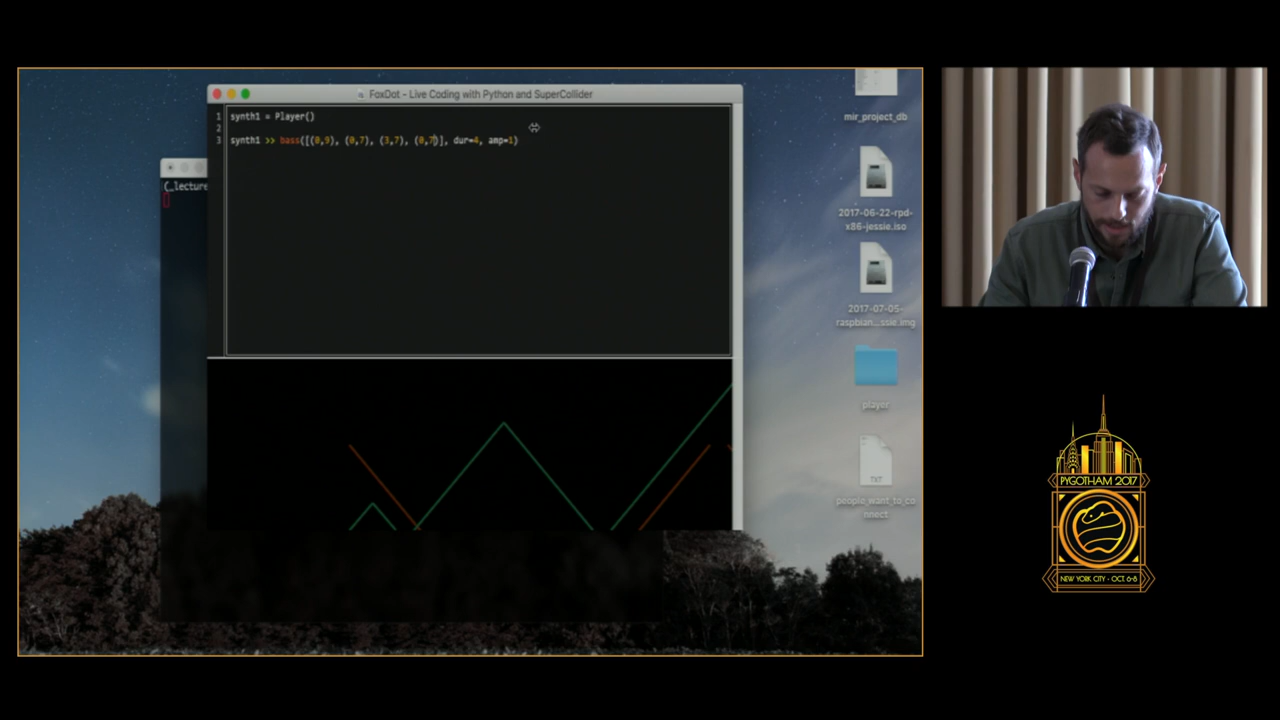 FoxDot - Live Coding with Python and SuperCollider
1 synth1 = Player()
2
3 synth1 >> bass([(0,9), (0,7), (3,7), (0,7)], dur=4, amp=1)
(_lecture
mir_project_db
2017-06-22-rpd-
x86-jessie.iso
2017-07-05-
raspbian...ssie.img
player
TXT
people_want_to_co
nnect
PYGOTHAM 2017
NEW YORK CITY - OCT. 6-8